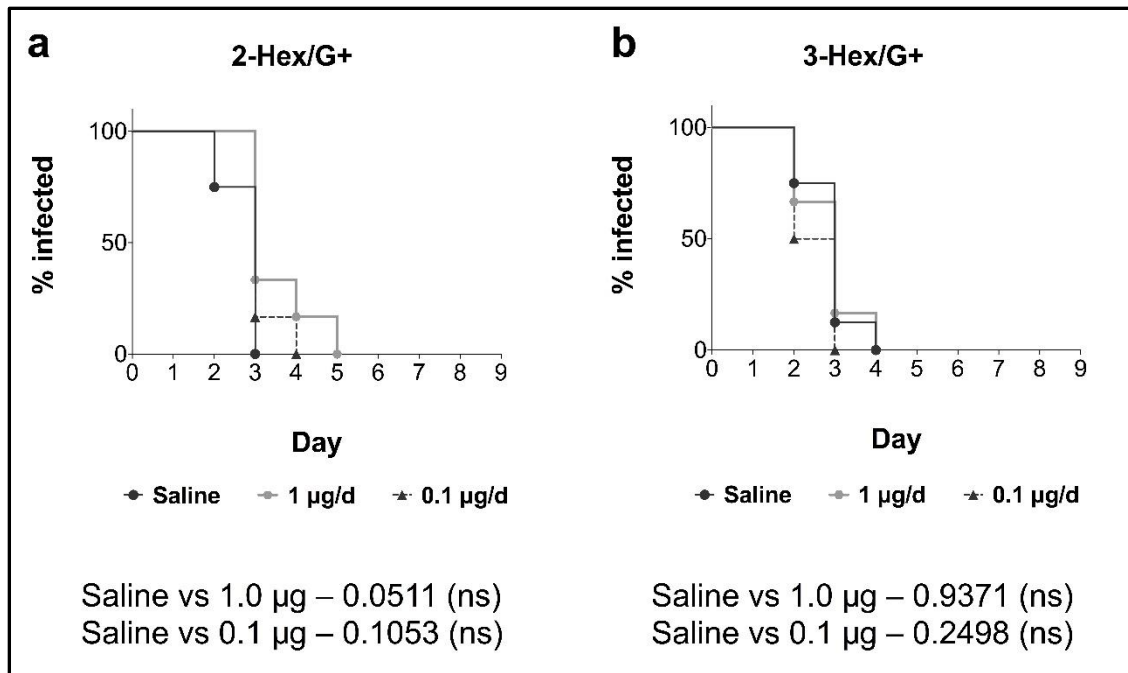 a
2-Hex/G+
% infected
100
50
0
0 1 2 3 4 5 6 7 8 9
Day
Saline 1 µg/d 0.1 µg/d
Saline vs 1.0 µg – 0.0511 (ns)
Saline vs 0.1 µg – 0.1053 (ns)
b
3-Hex/G+
% infected
100
50
0
0 1 2 3 4 5 6 7 8 9
Day
Saline 1 µg/d 0.1 µg/d
Saline vs 1.0 µg – 0.9371 (ns)
Saline vs 0.1 µg – 0.2498 (ns)